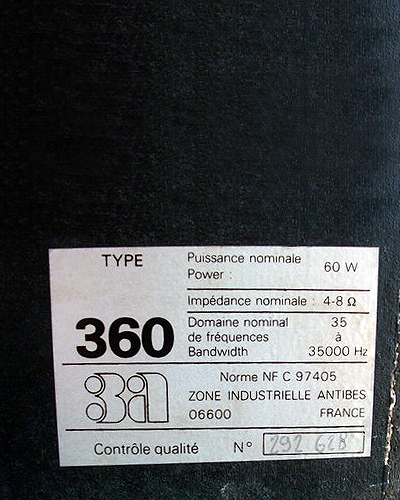 TYPE
360
Puissance nominale
Power : 60 W
Impédance nominale : 4-8 Ω
Domaine nominal 35
de fréquences à
Bandwidth 35000 Hz
3a
Norme NF C 97405
ZONE INDUSTRIELLE ANTIBES
06600 FRANCE
Contrôle qualité N° 292 628